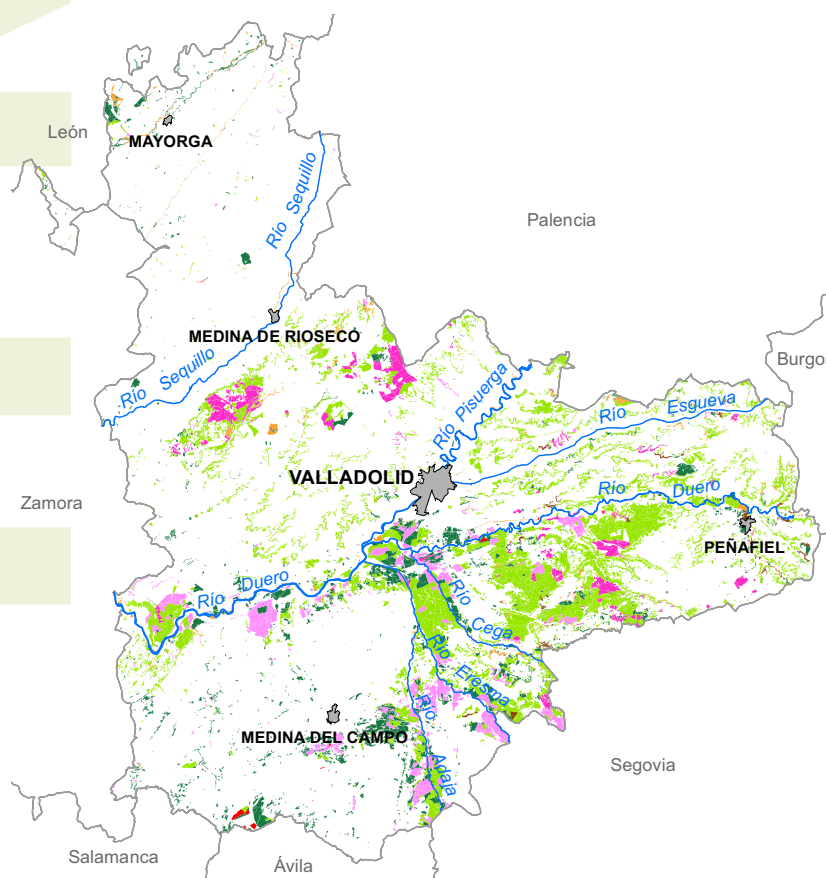 León
MAYORGA
Río Sequillo
Palencia
MEDINA DE RIOSECO
Burgos
Río Sequillo
Río Pisuerga
Río Esgueva
VALLADOLID
Río Duero
Zamora
PEÑAFIEL
Río Duero
Río Cega
Río Eresma
Río Adaja
MEDINA DEL CAMPO
Segovia
Salamanca
Ávila